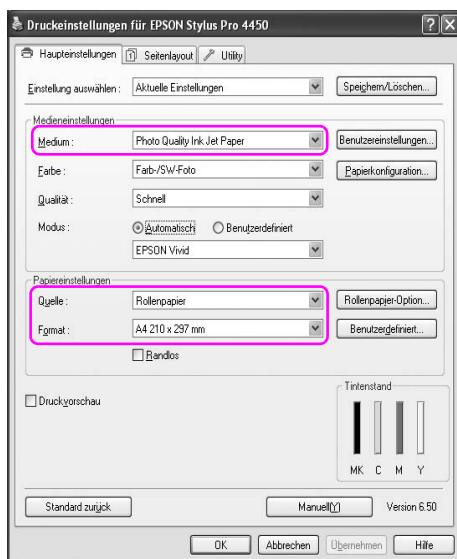 Druckeinstellungen für EPSON Stylus Pro 4450
Haupteinstellungen Seitenlayout Utility
Einstellung auswählen : Aktuelle Einstellungen Speichern/Löschen...
Medieneinstellungen
Medium : Photo Quality Ink Jet Paper Benutzereinstellungen...
Farbe : Farb-/SW-Foto Papierkonfiguration...
Qualität : Schnell
Modus : Automatisch Benutzerdefiniert
EPSON Vivid
Papiereinstellungen
Quelle : Rollenpapier Rollenpapier-Option...
Format : A4 210 x 297 mm Benutzerdefiniert...
Randlos
Druckvorschau
Tintenstand
MK C M Y
Standard zurück Manuell(Y) Version 6.50
OK Abbrechen Übernehmen Hilfe